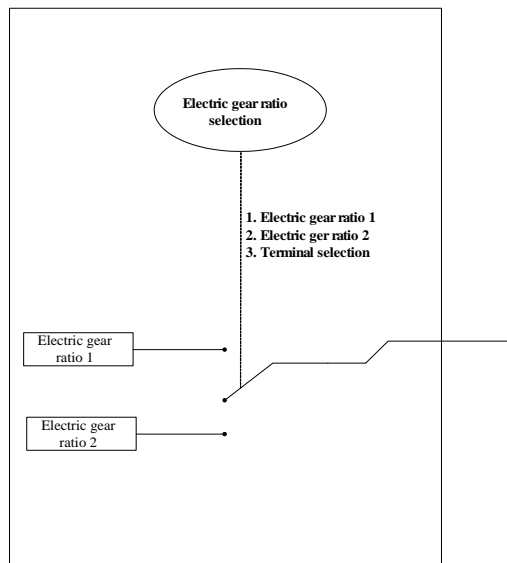 Electric gear ratio
selection
1. Electric gear ratio 1
2. Electric ger ratio 2
3. Terminal selection
Electric gear
ratio 1
Electric gear
ratio 2